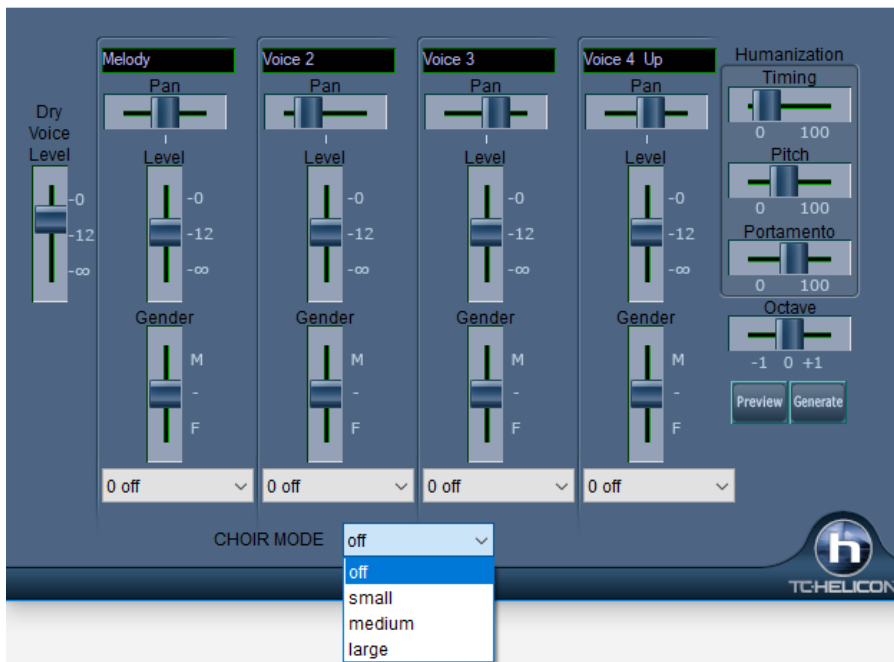 Melody
Voice 2
Voice 3
Voice 4 Up
Humanization
Pan
Pan
Pan
Pan
Timing
0 100
Dry
Voice
Level
-0
-12
-∞
Level
-0
-12
-∞
Level
-0
-12
-∞
Level
-0
-12
-∞
Level
-0
-12
-∞
Pitch
0 100
Portamento
0 100
Gender
M
-
F
Gender
M
-
F
Gender
M
-
F
Gender
M
-
F
Octave
-1 0 +1
Preview
Generate
0 off
0 off
0 off
0 off
CHOIR MODE
off
off
small
medium
large
h
TC·HELICON